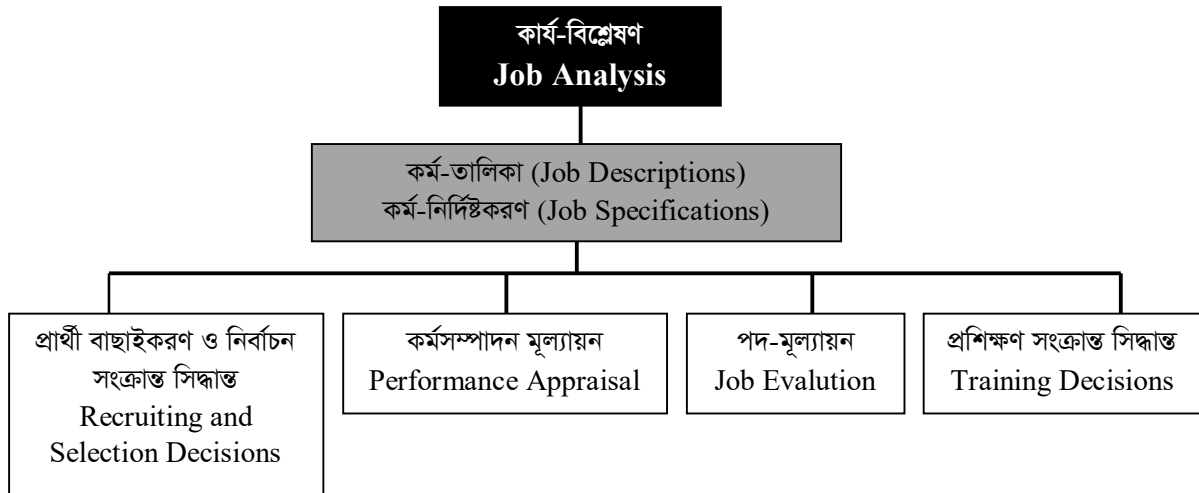 কার্য-বিশ্লেষণ
Job Analysis
কর্ম-তালিকা (Job Descriptions)
কর্ম-নির্দিষ্টকরণ (Job Specifications)
প্রার্থী বাছাইকরণ ও নির্বাচন
সংক্রান্ত সিদ্ধান্ত
Recruiting and
Selection Decisions
কর্মসম্পাদন মূল্যায়ন
Performance Appraisal
পদ-মূল্যায়ন
Job Evalution
প্রশিক্ষণ সংক্রান্ত সিদ্ধান্ত
Training Decisions